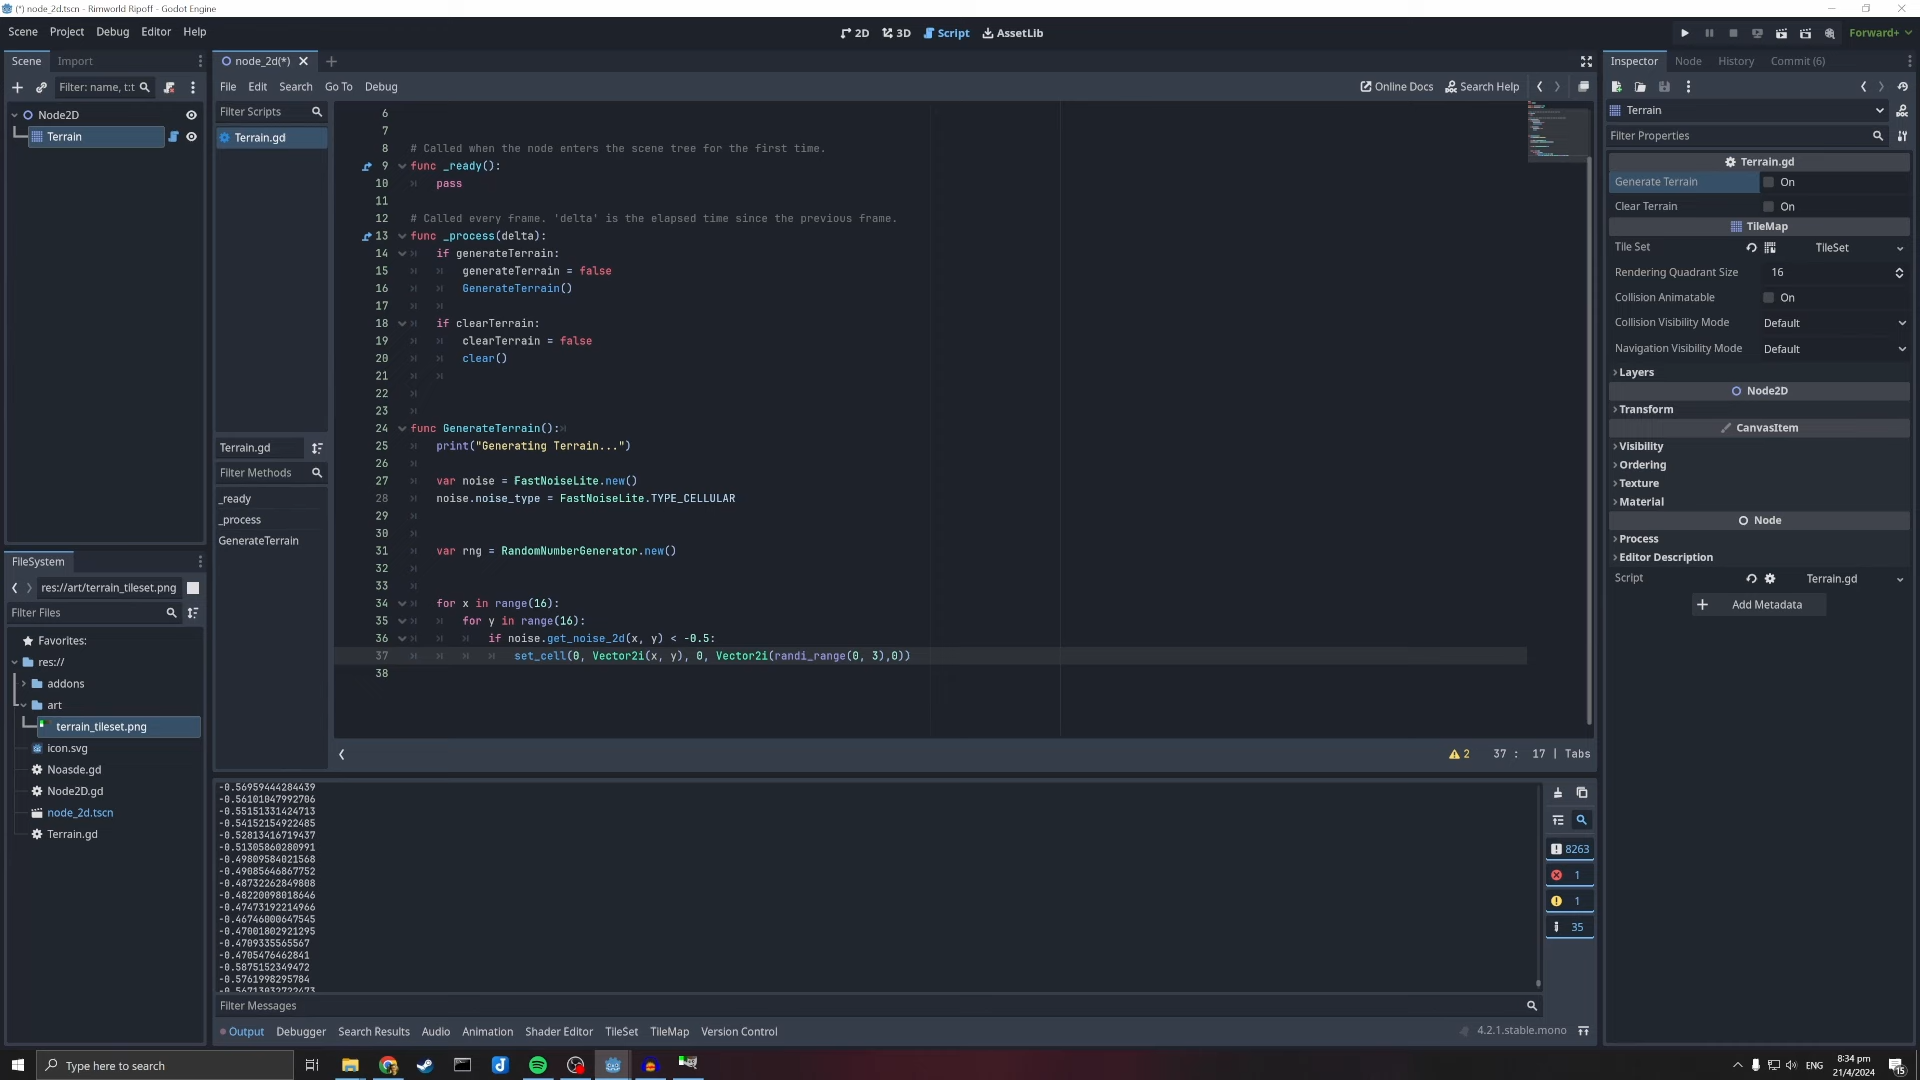 (*) node_2d.tscn - Rimworld Ripoff - Godot Engine
Scene Project Debug Editor Help
2D 3D Script AssetLib
Forward+
Scene Import
Filter: name, t:t
Node2D
Terrain
node_2d(*)
File Edit Search Go To Debug
Online Docs Search Help
Filter Scripts
Terrain.gd
Terrain.gd
Filter Methods
_ready
_process
GenerateTerrain
6
7
8 # Called when the node enters the scene tree for the first time.
9 func _ready():
10 pass
11
12 # Called every frame. 'delta' is the elapsed time since the previous frame.
13 func _process(delta):
14 if generateTerrain:
15 generateTerrain = false
16 GenerateTerrain()
17
18 if clearTerrain:
19 clearTerrain = false
20 clear()
21
22
23
24 func GenerateTerrain():
25 print("Generating Terrain...")
26
27 var noise = FastNoiseLite.new()
28 noise.noise_type = FastNoiseLite.TYPE_CELLULAR
29
30
31 var rng = RandomNumberGenerator.new()
32
33
34 for x in range(16):
35 for y in range(16):
36 if noise.get_noise_2d(x, y) < -0.5:
37 set_cell(0, Vector2i(x, y), 0, Vector2i(randi_range(0, 3),0))
38
2 37 : 17 | Tabs
FileSystem
res://art/terrain_tileset.png
Filter Files
Favorites:
res://
addons
art
terrain_tileset.png
icon.svg
Noasde.gd
Node2D.gd
node_2d.tscn
Terrain.gd
-0.56959444284439
-0.56101047992706
-0.55151331424713
-0.54152154922485
-0.52813416719437
-0.51305860280991
-0.49809584021568
-0.49085646867752
-0.48732262849808
-0.48220098018646
-0.47473192214966
-0.46746000647545
-0.47001802921295
-0.4709335565567
-0.4705476462841
-0.5875152349472
-0.5761998295784
-0.56713032722473
8263
1
1
35
Filter Messages
Output Debugger Search Results Audio Animation Shader Editor TileSet TileMap Version Control
4.2.1.stable.mono
Inspector Node History Commit (6)
Terrain
Filter Properties
Terrain.gd
Generate Terrain On
Clear Terrain On
TileMap
Tile Set TileSet
Rendering Quadrant Size 16
Collision Animatable On
Collision Visibility Mode Default
Navigation Visibility Mode Default
Layers
Node2D
Transform
CanvasItem
Visibility
Ordering
Texture
Material
Node
Process
Editor Description
Script Terrain.gd
Add Metadata
Type here to search
ENG
8:34 pm
21/4/2024
15